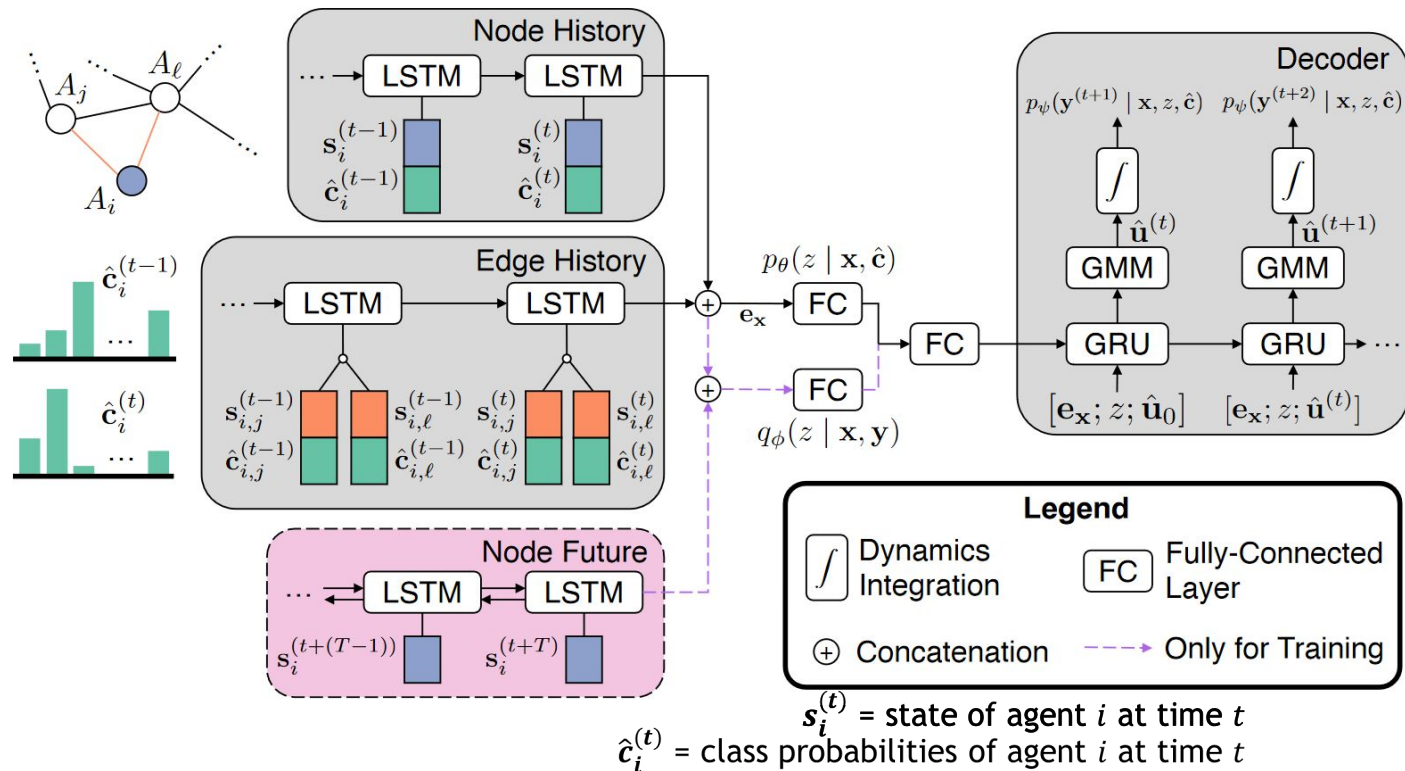 A_j
A_ℓ
A_i
ĉ_i^(t−1)
...
ĉ_i^(t)
...
Node History
... LSTM LSTM
s_i^(t−1) s_i^(t)
ĉ_i^(t−1) ĉ_i^(t)
Edge History
... LSTM LSTM
s_{i,j}^(t−1) s_{i,ℓ}^(t−1) s_{i,j}^(t) s_{i,ℓ}^(t)
ĉ_{i,j}^(t−1) ĉ_{i,ℓ}^(t−1) ĉ_{i,j}^(t) ĉ_{i,ℓ}^(t)
Node Future
... LSTM LSTM
s_i^(t+(T−1)) s_i^(t+T)
p_θ(z | x, ĉ)
+ e_x FC
FC
+ FC
q_ϕ(z | x, y)
Decoder
p_ψ(y^(t+1) | x, z, ĉ) p_ψ(y^(t+2) | x, z, ĉ)
∫ ∫
û^(t) û^(t+1)
GMM GMM
GRU GRU ...
[e_x; z; û_0] [e_x; z; û^(t)]
Legend
∫ Dynamics Integration
FC Fully-Connected Layer
+ Concatenation
Only for Training
s_i^(t) = state of agent i at time t
ĉ_i^(t) = class probabilities of agent i at time t